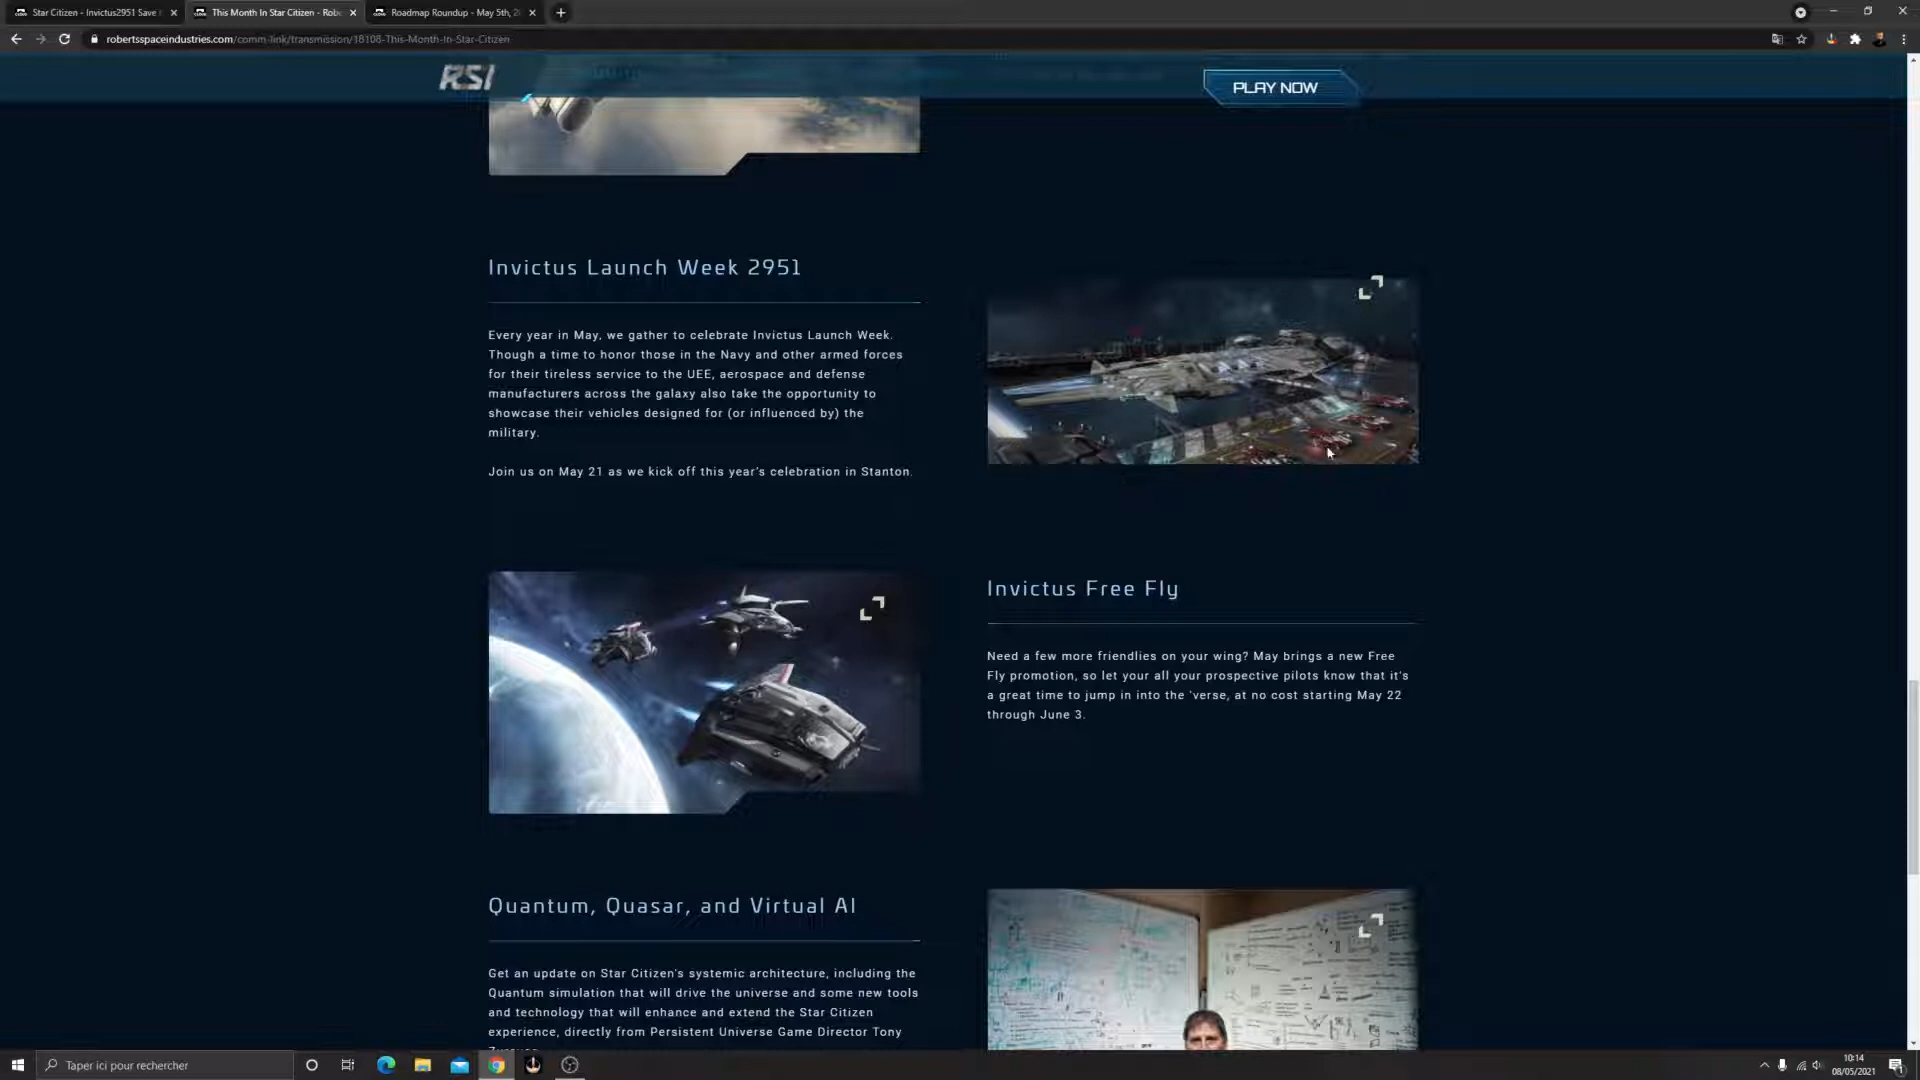 Star Citizen - Invictus2951 Save
This Month In Star Citizen - Robe
Roadmap Roundup - May 5th, 2
robertsspaceindustries.com/comm-link/transmission/18108-This-Month-In-Star-Citizen
RSI
PLAY NOW
Invictus Launch Week 2951
Every year in May, we gather to celebrate Invictus Launch Week.
Though a time to honor those in the Navy and other armed forces
for their tireless service to the UEE, aerospace and defense
manufacturers across the galaxy also take the opportunity to
showcase their vehicles designed for (or influenced by) the
military.
Join us on May 21 as we kick off this year's celebration in Stanton.
Invictus Free Fly
Need a few more friendlies on your wing? May brings a new Free
Fly promotion, so let your all your prospective pilots know that it's
a great time to jump in into the 'verse, at no cost starting May 22
through June 3.
Quantum, Quasar, and Virtual AI
Get an update on Star Citizen's systemic architecture, including the
Quantum simulation that will drive the universe and some new tools
and technology that will enhance and extend the Star Citizen
experience, directly from Persistent Universe Game Director Tony
Taper ici pour rechercher
10:14
08/05/2021